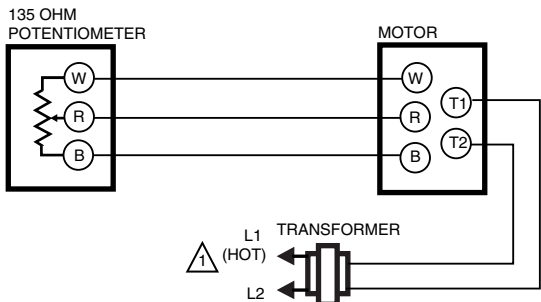 135 OHM
POTENTIOMETER
MOTOR
W
R
B
W
R
B
T1
T2
TRANSFORMER
L1
(HOT)
1
L2